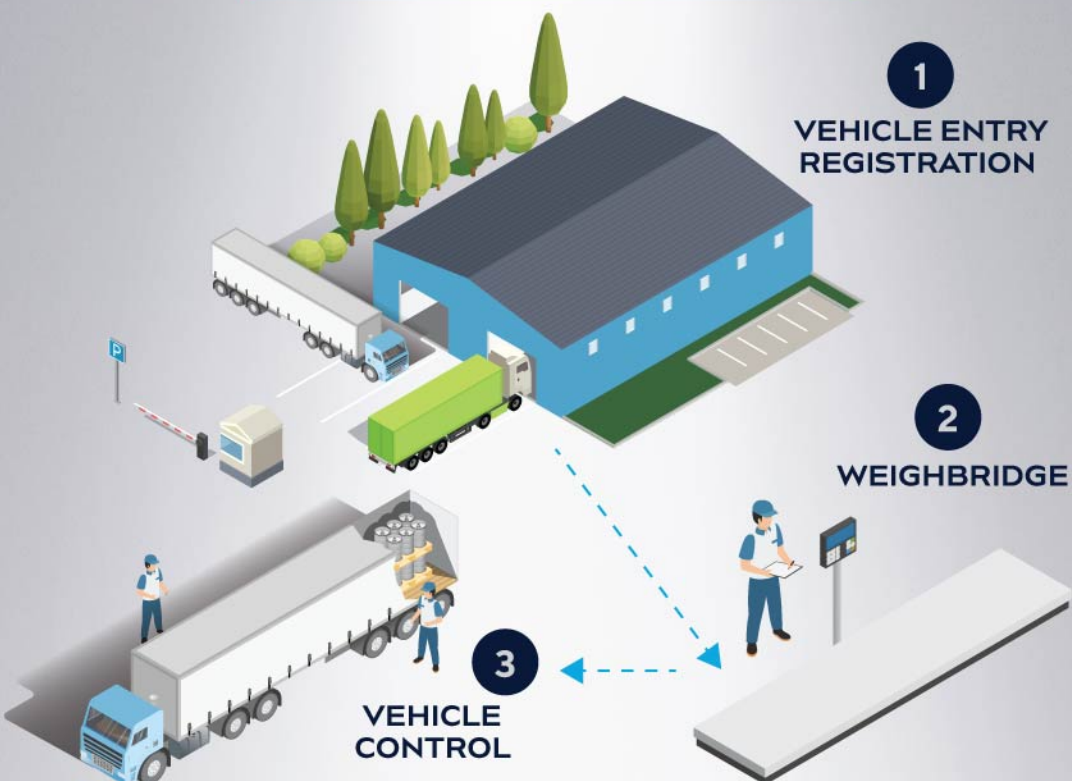 1
VEHICLE ENTRY
REGISTRATION
P
2
WEIGHBRIDGE
3
VEHICLE
CONTROL